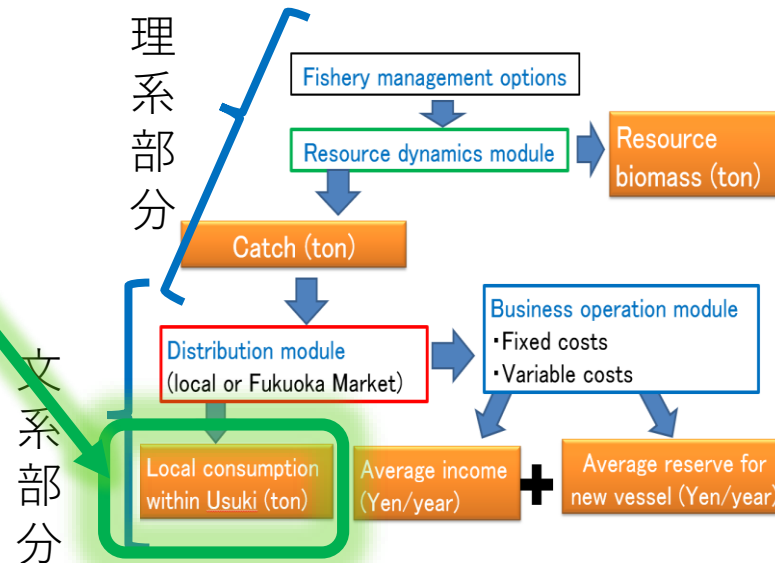 理系部分
Fishery management options
Resource dynamics module
Resource
biomass (ton)
Catch (ton)
文系部分
Distribution module
(local or Fukuoka Market)
Business operation module
・Fixed costs
・Variable costs
Local consumption
within Usuki (ton)
Average income
(Yen/year)
+
Average reserve for
new vessel (Yen/year)